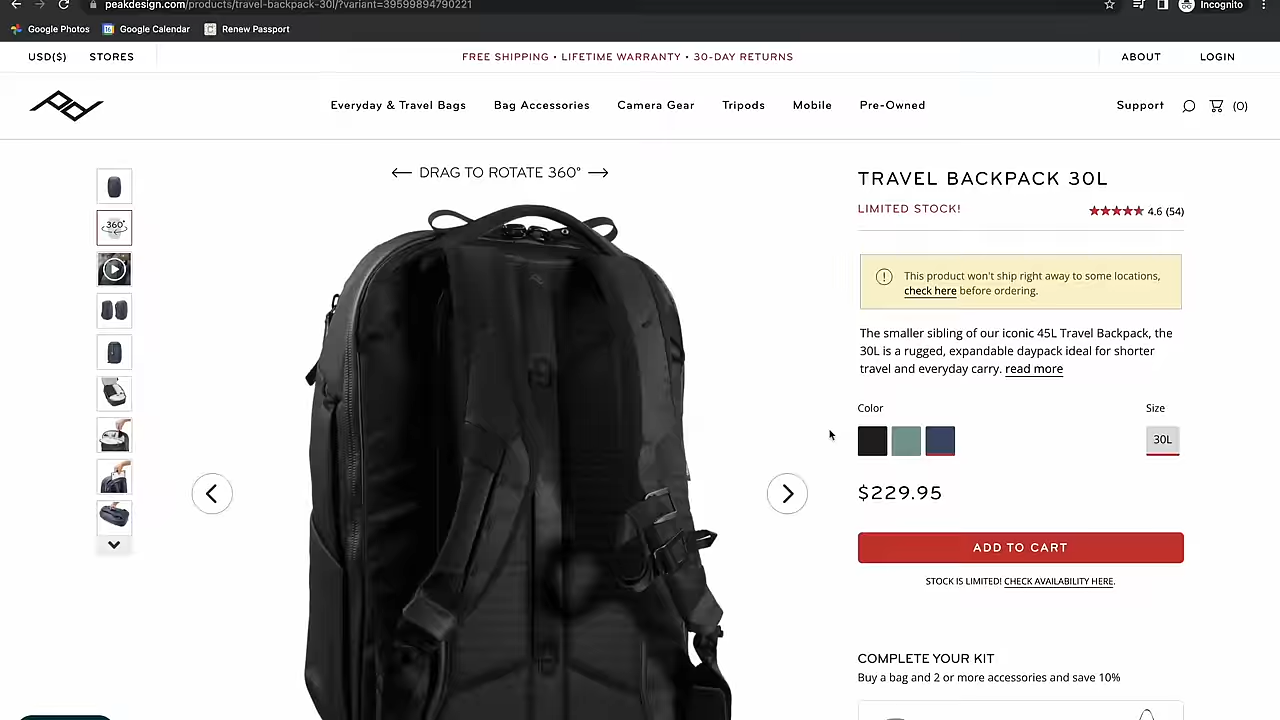 peakdesign.com/products/travel-backpack-30l/?variant=39599894790221
Incognito
Google Photos
Google Calendar
Renew Passport
USD($) STORES
FREE SHIPPING • LIFETIME WARRANTY • 30-DAY RETURNS
ABOUT LOGIN
Everyday & Travel Bags Bag Accessories Camera Gear Tripods Mobile Pre-Owned
Support (0)
← DRAG TO ROTATE 360° →
360°
TRAVEL BACKPACK 30L
LIMITED STOCK!
4.6 (54)
This product won't ship right away to some locations,
check here before ordering.
The smaller sibling of our iconic 45L Travel Backpack, the
30L is a rugged, expandable daypack ideal for shorter
travel and everyday carry. read more
Color
Size
30L
$229.95
ADD TO CART
STOCK IS LIMITED! CHECK AVAILABILITY HERE.
COMPLETE YOUR KIT
Buy a bag and 2 or more accessories and save 10%